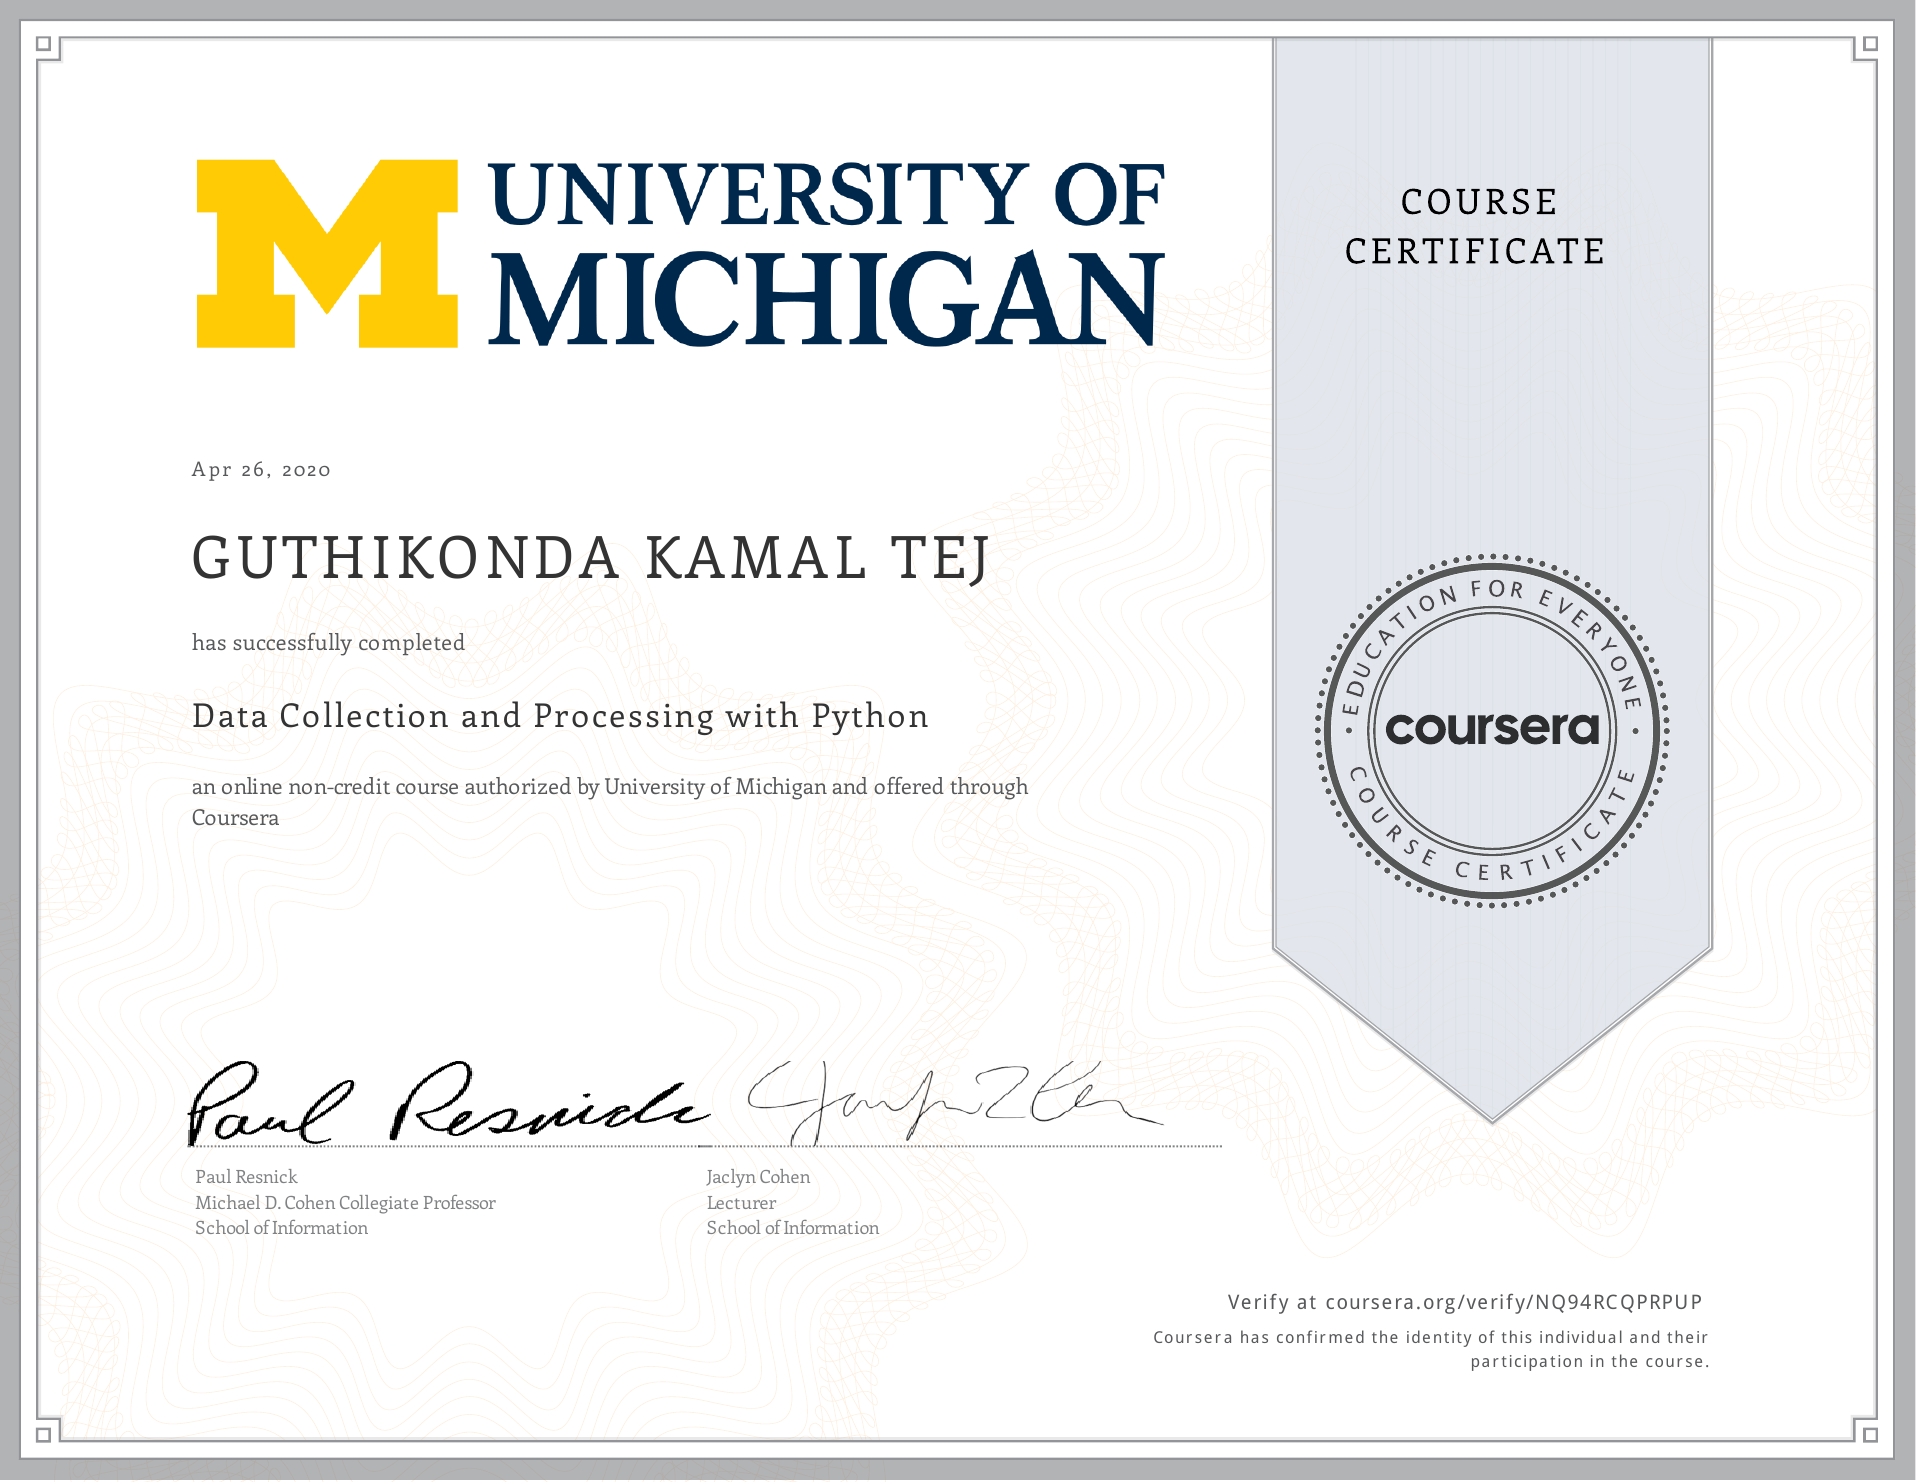 UNIVERSITY OF
MICHIGAN
COURSE
CERTIFICATE
Apr 26, 2020
GUTHIKONDA KAMAL TEJ
has successfully completed
Data Collection and Processing with Python
an online non-credit course authorized by University of Michigan and offered through
Coursera
EDUCATION FOR EVERYONE
coursera
COURSE CERTIFICATE
Paul Resnick
Paul Resnick
Michael D. Cohen Collegiate Professor
School of Information
Jaclyn Cohen
Lecturer
School of Information
Verify at coursera.org/verify/NQ94RCQPRPUP
Coursera has confirmed the identity of this individual and their
participation in the course.